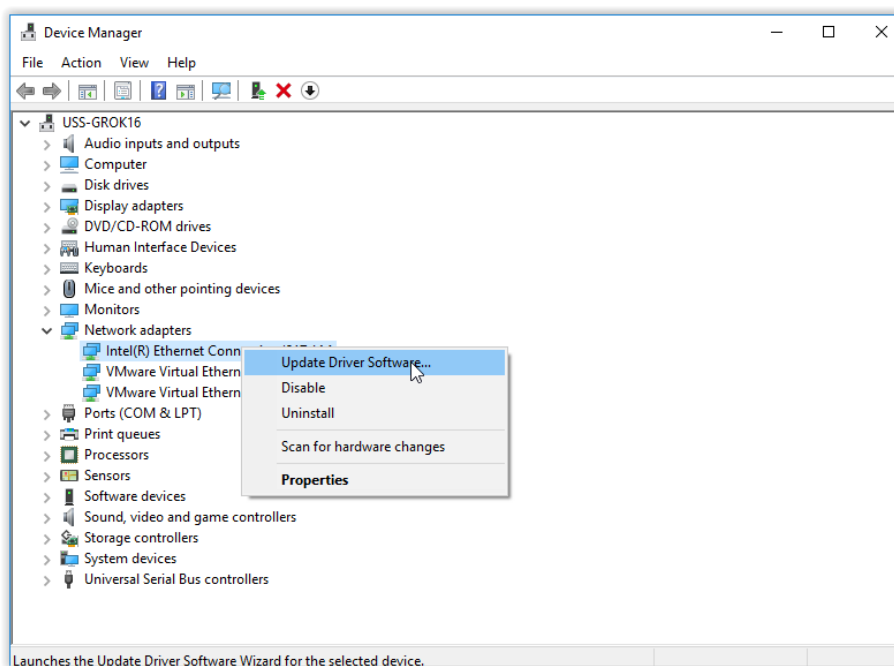 Device Manager
File Action View Help
USS-GROK16
Audio inputs and outputs
Computer
Disk drives
Display adapters
DVD/CD-ROM drives
Human Interface Devices
Keyboards
Mice and other pointing devices
Monitors
Network adapters
Intel(R) Ethernet
Update Driver Software...
VMware Virtual
Disable
VMware Virtual
Uninstall
Scan for hardware changes
Properties
Ports (COM & LPT)
Print queues
Processors
Sensors
Software devices
Sound, video and game controllers
Storage controllers
System devices
Universal Serial Bus controllers
Launches the Update Driver Software Wizard for the selected device.